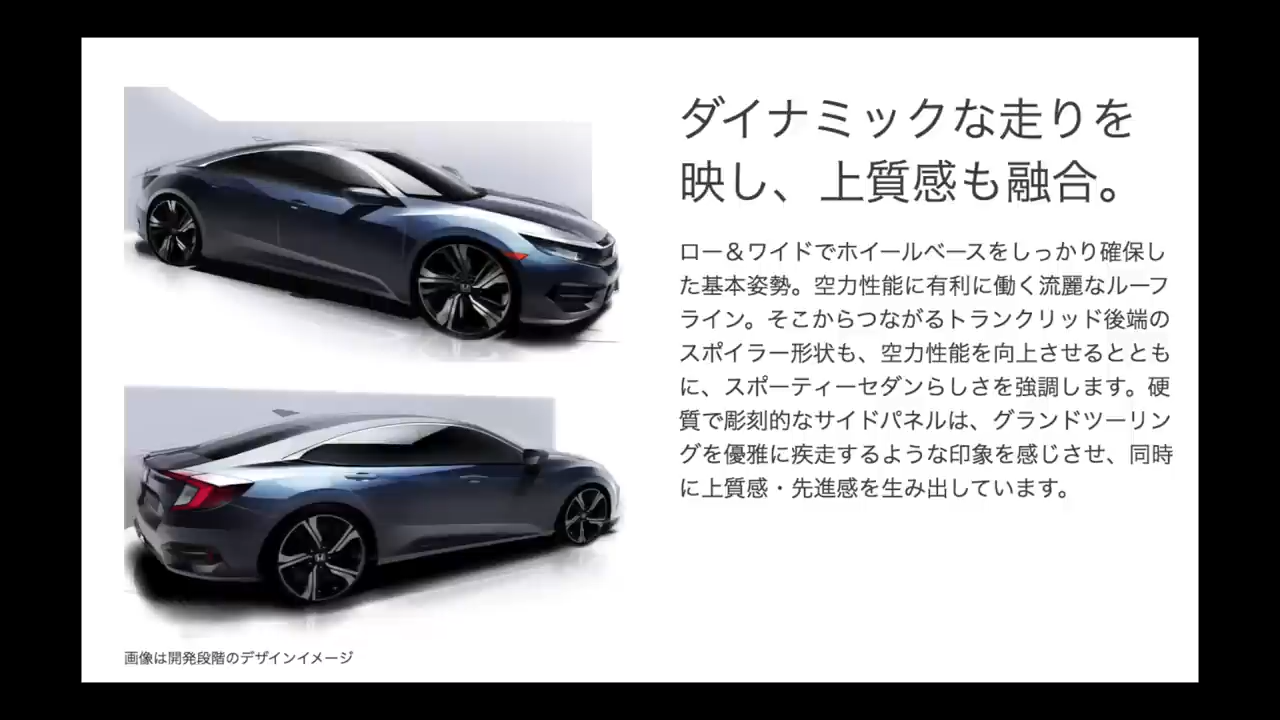 ダイナミックな走りを
映し、上質感も融合。
ロー＆ワイドでホイールベースをしっかり確保し
た基本姿勢。空力性能に有利に働く流麗なルーフ
ライン。そこからつながるトランクリッド後端の
スポイラー形状も、空力性能を向上させるととも
に、スポーティーセダンらしさを強調します。硬
質で彫刻的なサイドパネルは、グランドツーリン
グを優雅に疾走するような印象を感じさせ、同時
に上質感・先進感を生み出しています。
画像は開発段階のデザインイメージ